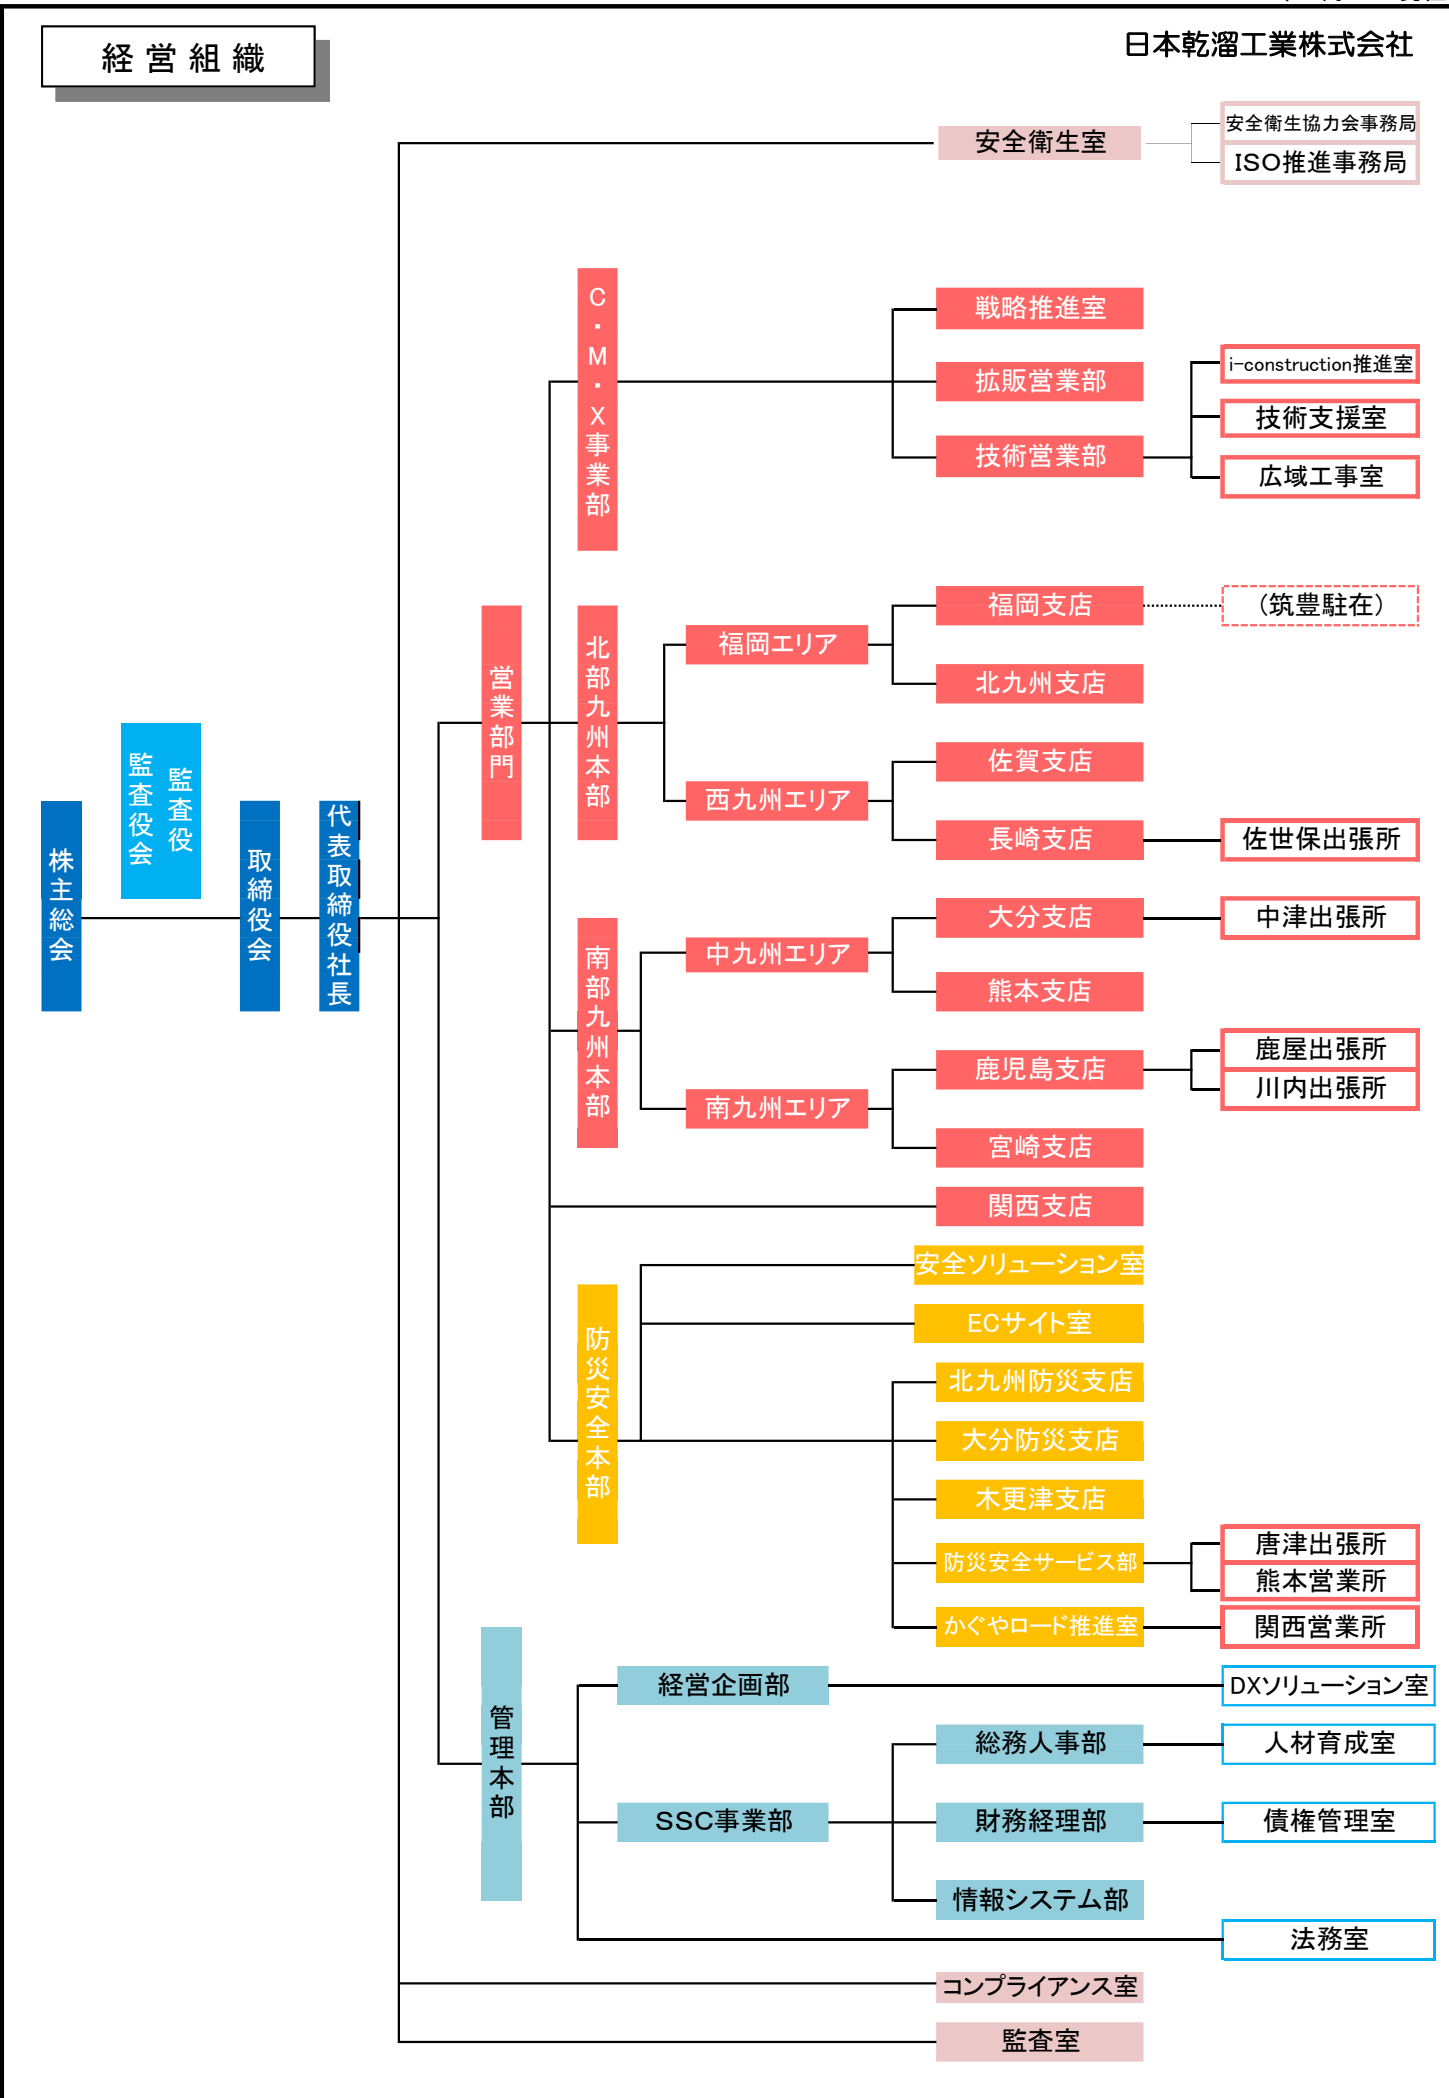 経営組織
日本乾溜工業株式会社
安全衛生室
安全衛生協力会事務局
ISO推進事務局
C・M・X事業部
戦略推進室
拡販営業部
技術営業部
i-construction推進室
技術支援室
広域工事室
営業部門
北部九州本部
福岡エリア
福岡支店
（筑豊駐在）
北九州支店
西九州エリア
佐賀支店
長崎支店
佐世保出張所
株主総会
監査役会
監査役
取締役会
代表取締役社長
南部九州本部
中九州エリア
大分支店
中津出張所
熊本支店
南九州エリア
鹿児島支店
鹿屋出張所
川内出張所
宮崎支店
関西支店
防災安全本部
安全ソリューション室
ECサイト室
北九州防災支店
大分防災支店
木更津支店
防災安全サービス部
唐津出張所
熊本営業所
かぐやロード推進室
関西営業所
管理本部
経営企画部
DXソリューション室
SSC事業部
総務人事部
人材育成室
財務経理部
債権管理室
情報システム部
法務室
コンプライアンス室
監査室